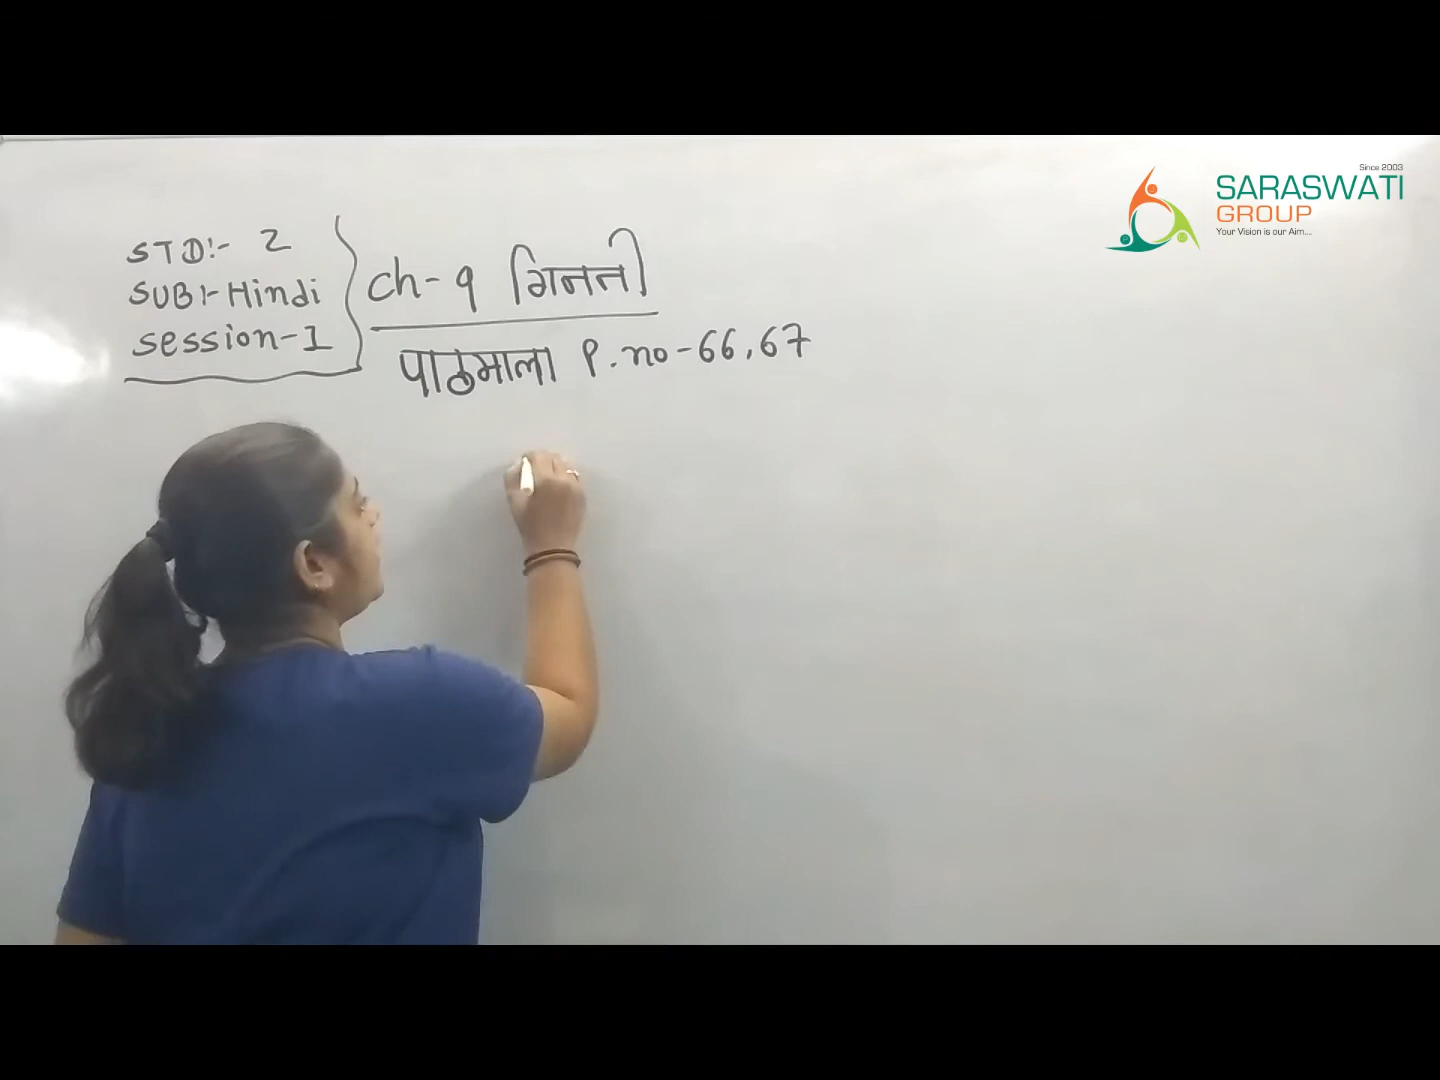 STD:- 2
SUB:- Hindi
Session-1
ch-9 गिनती
पाठमाला P.no-66,67
Since 2003
SARASWATI
GROUP
Your Vision is our Aim....